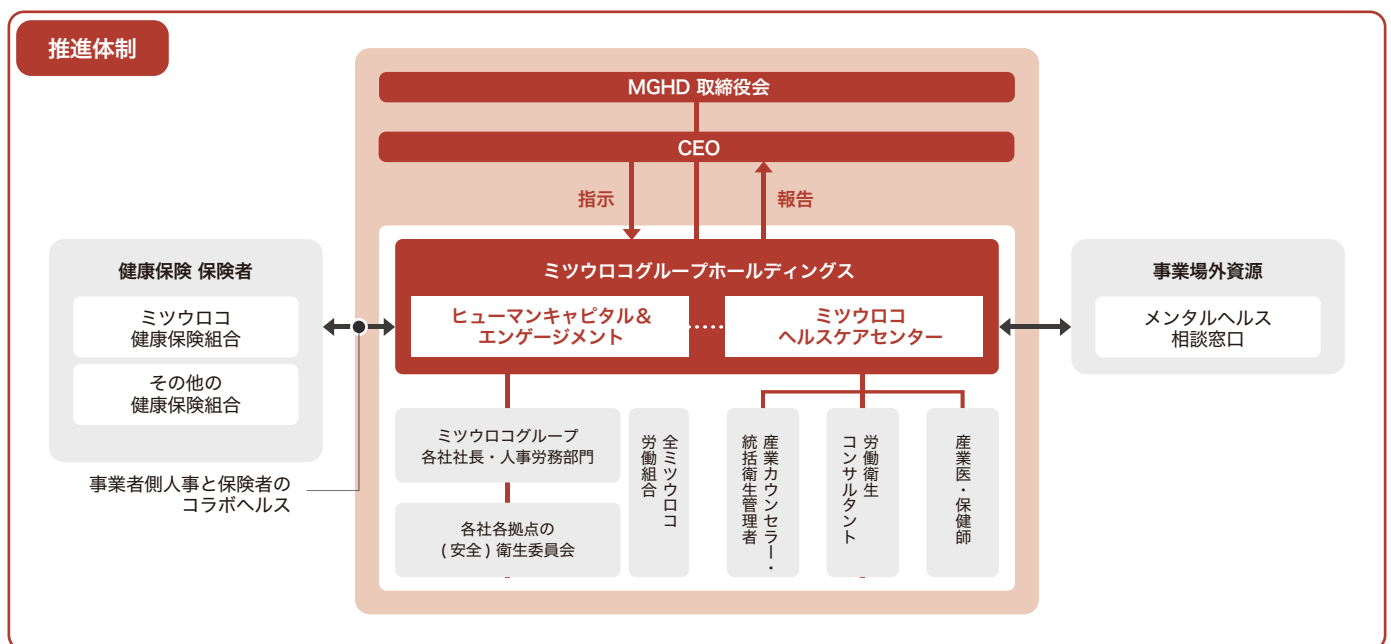 推進体制
MGHD 取締役会
CEO
指示
報告
健康保険 保険者
ミツウロコ
健康保険組合
その他の
健康保険組合
事業者側人事と保険者の
コラボヘルス
ミツウロコグループホールディングス
ヒューマンキャピタル&
エンゲージメント
ミツウロコ
ヘルスケアセンター
事業場外資源
メンタルヘルス
相談窓口
ミツウロコグループ
各社社長・人事労務部門
各社各拠点の
(安全)衛生委員会
全ミツウロコ
労働組合
産業カウンセラー・
統括衛生管理者
労働衛生
コンサルタント
産業医・保健師